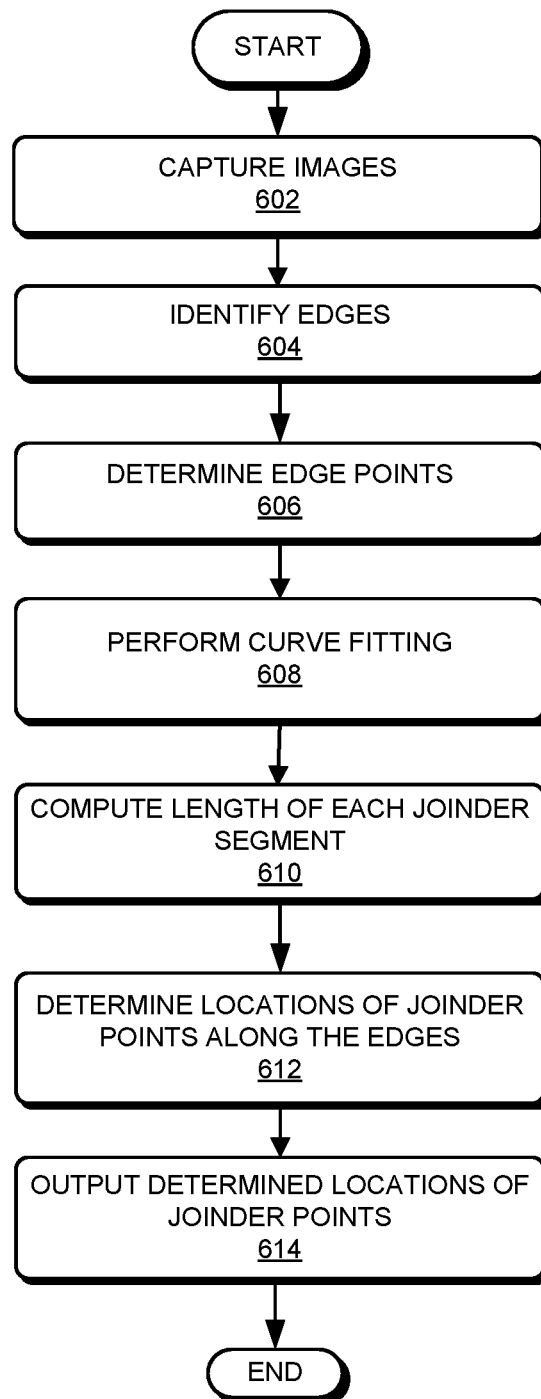 START
CAPTURE IMAGES
602
IDENTIFY EDGES
604
DETERMINE EDGE POINTS
606
PERFORM CURVE FITTING
608
COMPUTE LENGTH OF EACH JOINDER
SEGMENT
610
DETERMINE LOCATIONS OF JOINDER
POINTS ALONG THE EDGES
612
OUTPUT DETERMINED LOCATIONS OF
JOINDER POINTS
614
END